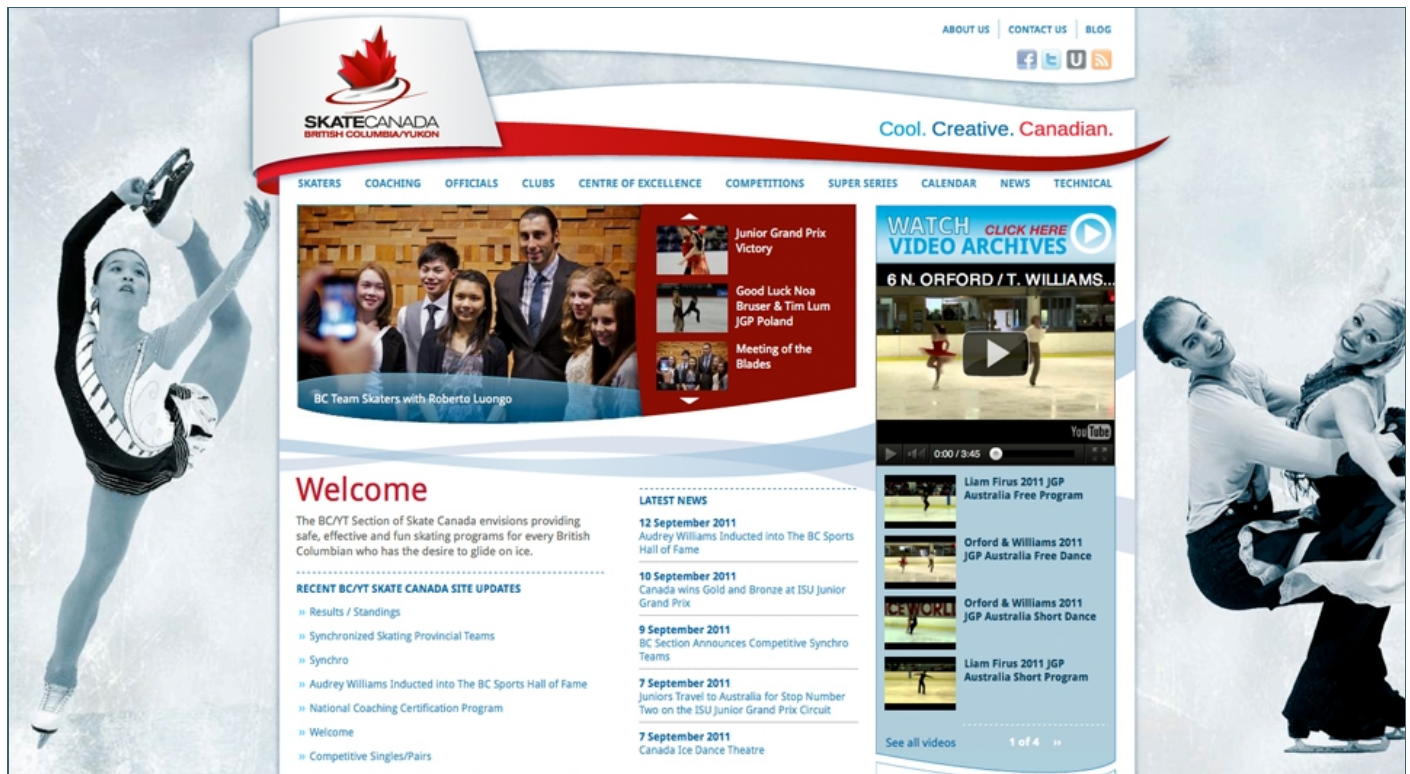 ABOUT US
CONTACT US
BLOG
SKATECANADA
BRITISH COLUMBIA/YUKON
Cool. Creative. Canadian.
SKATERS
COACHING
OFFICIALS
CLUBS
CENTRE OF EXCELLENCE
COMPETITIONS
SUPER SERIES
CALENDAR
NEWS
TECHNICAL
BC Team Skaters with Roberto Luongo
Junior Grand Prix
Victory
Good Luck Noa
Bruser & Tim Lum
JGP Poland
Meeting of the
Blades
WATCH
CLICK HERE
VIDEO ARCHIVES
6 N. ORFORD / T. WILLIAMS...
YouTube
0:00 / 3:45
Liam Firus 2011 JGP
Australia Free Program
Orford & Williams 2011
JGP Australia Free Dance
ICEWORL
Orford & Williams 2011
JGP Australia Short Dance
Liam Firus 2011 JGP
Australia Short Program
See all videos
1 of 4 »
Welcome
The BC/YT Section of Skate Canada envisions providing
safe, effective and fun skating programs for every British
Columbian who has the desire to glide on ice.
RECENT BC/YT SKATE CANADA SITE UPDATES
» Results / Standings
» Synchronized Skating Provincial Teams
» Synchro
» Audrey Williams Inducted into The BC Sports Hall of Fame
» National Coaching Certification Program
» Welcome
» Competitive Singles/Pairs
LATEST NEWS
12 September 2011
Audrey Williams Inducted into The BC Sports
Hall of Fame
10 September 2011
Canada wins Gold and Bronze at ISU Junior
Grand Prix
9 September 2011
BC Section Announces Competitive Synchro
Teams
7 September 2011
Juniors Travel to Australia for Stop Number
Two on the ISU Junior Grand Prix Circuit
7 September 2011
Canada Ice Dance Theatre